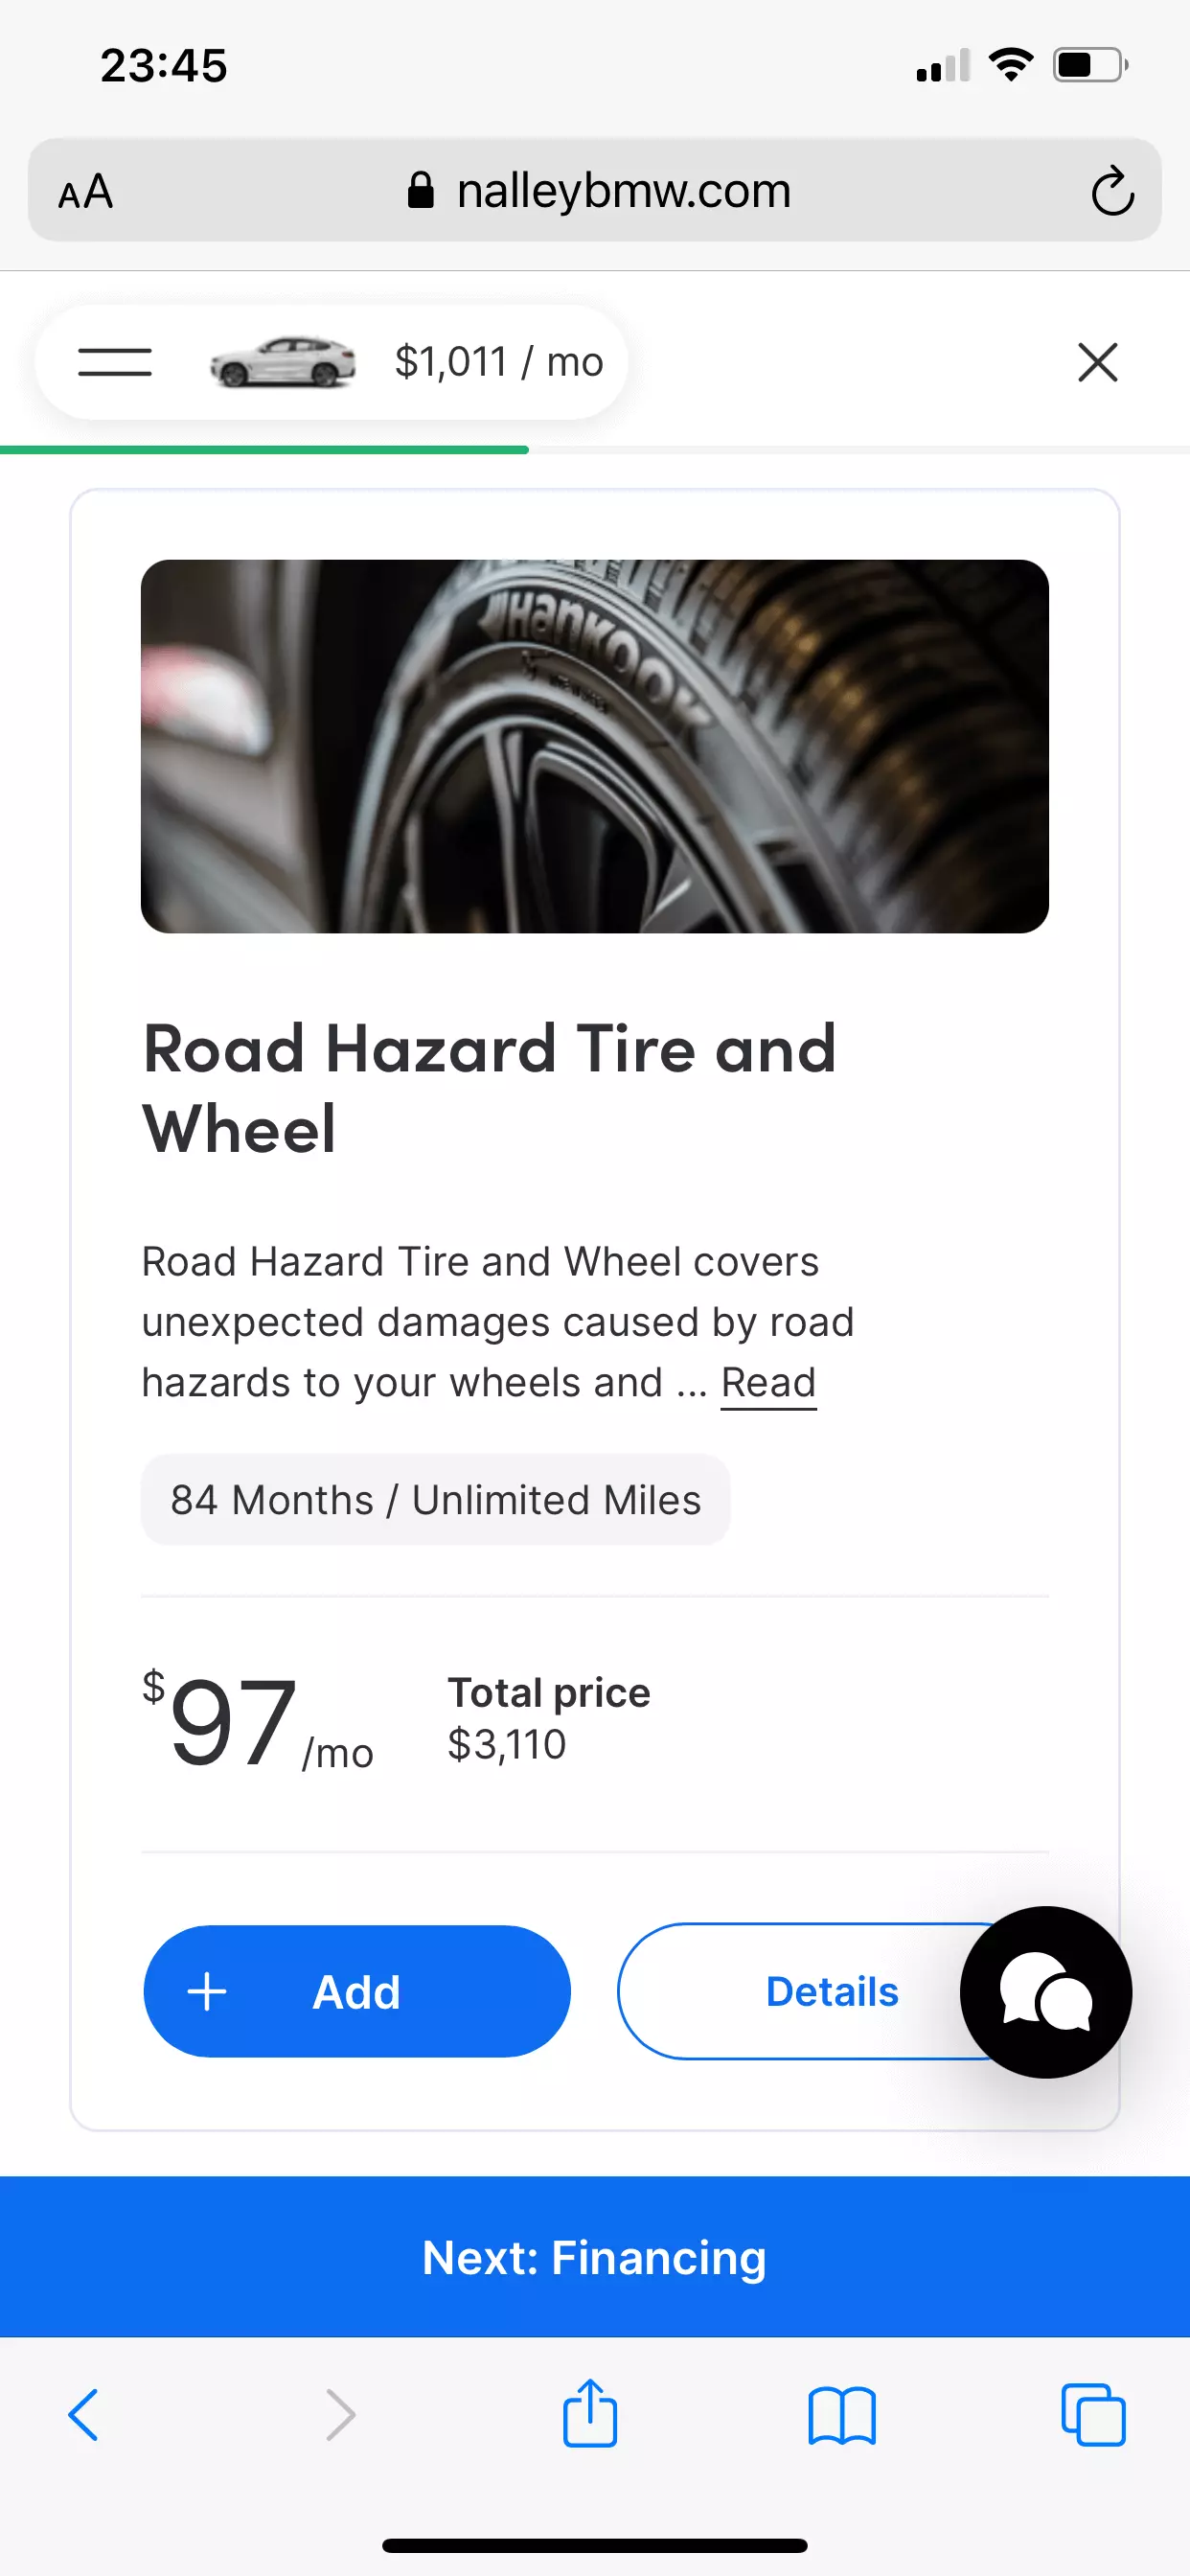 23:45
AA nalleybmw.com
$1,011 / mo
Hankook
Road Hazard Tire and
Wheel
Road Hazard Tire and Wheel covers
unexpected damages caused by road
hazards to your wheels and ... Read
84 Months / Unlimited Miles
$97/mo
Total price
$3,110
+ Add
Details
Next: Financing